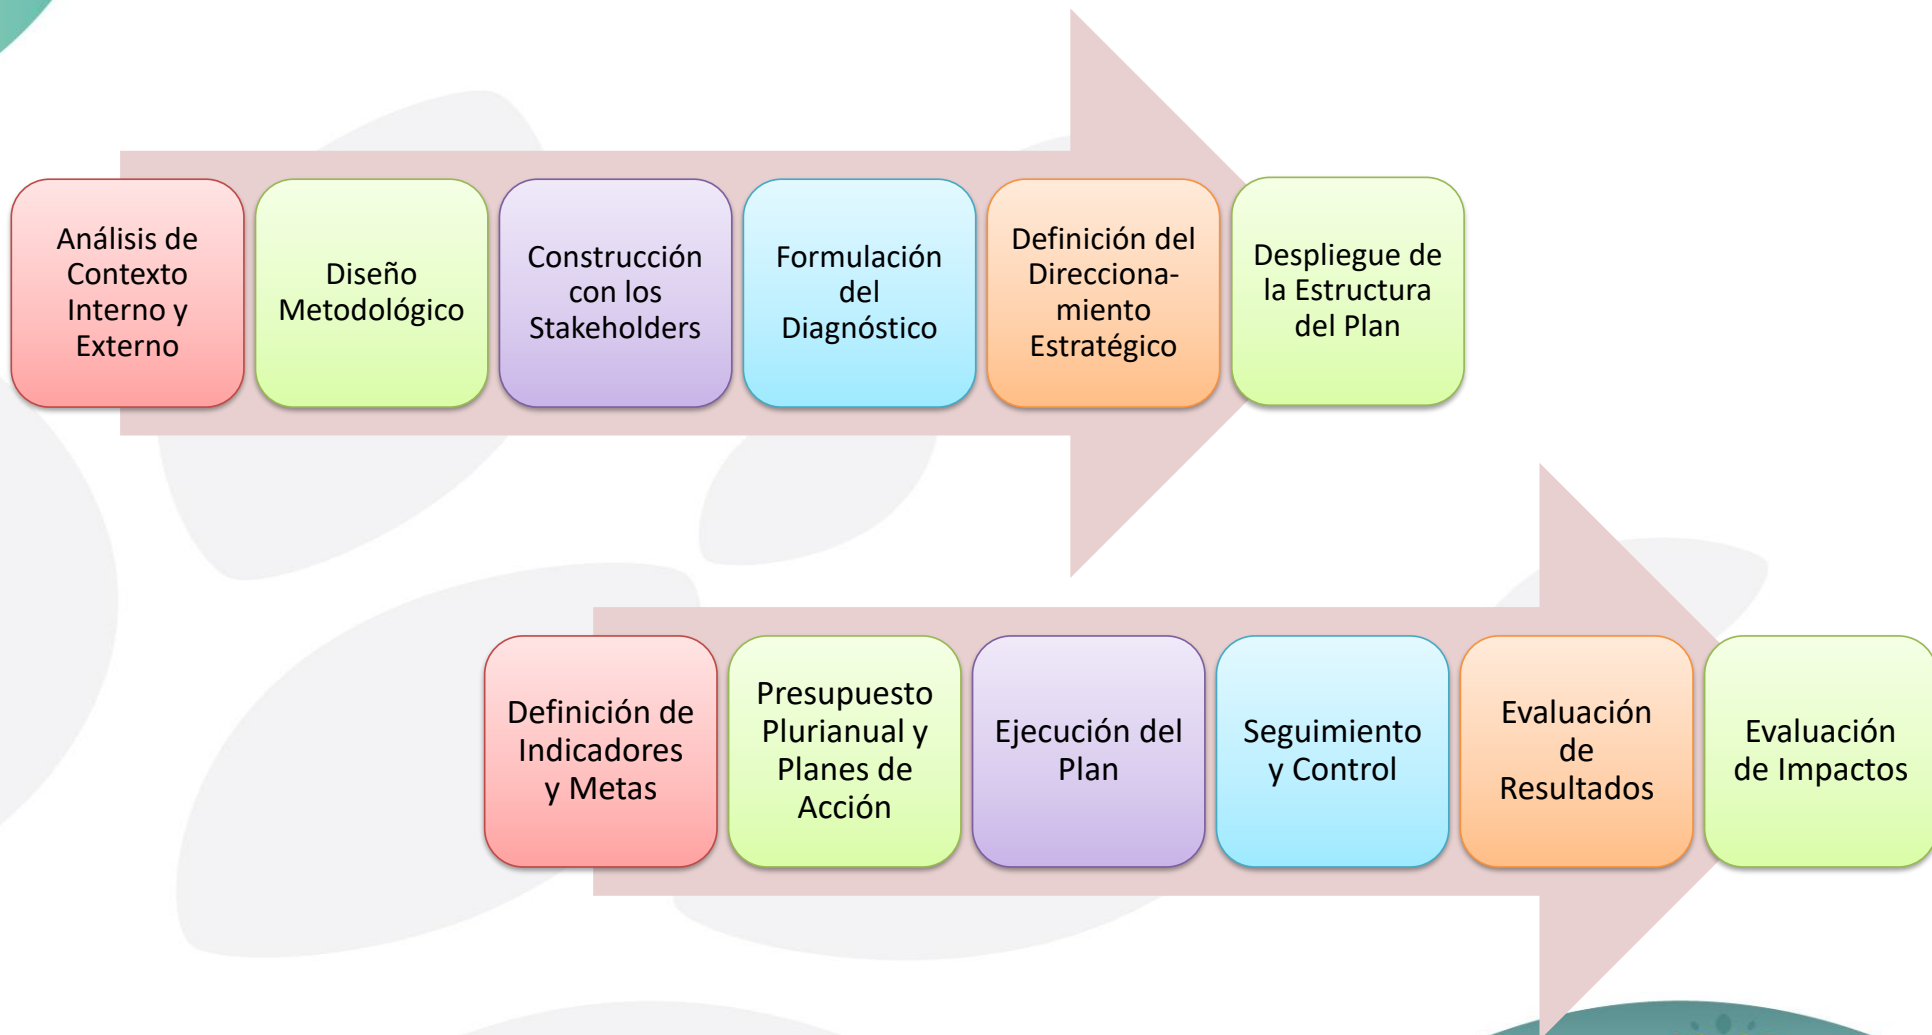 Análisis de
Contexto
Interno y
Externo
Diseño
Metodológico
Construcción
con los
Stakeholders
Formulación
del
Diagnóstico
Definición del
Direcciona-
miento
Estratégico
Despliegue de
la Estructura
del Plan
Definición de
Indicadores
y Metas
Presupuesto
Plurianual y
Planes de
Acción
Ejecución del
Plan
Seguimiento
y Control
Evaluación
de
Resultados
Evaluación
de Impactos